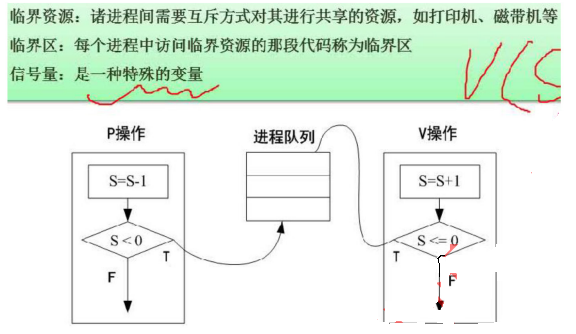 临界资源：诸进程间需要互斥方式对其进行共享的资源，如打印机、磁带机等
临界区：每个进程中访问临界资源的那段代码称为临界区
信号量：是一种特殊的变量
P操作
进程队列
V操作
S=S-1
S=S+1
S<0
S<=0
T
T
F
F